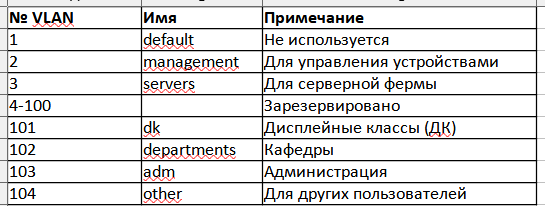 № VLAN Имя Примечание
1 default Не используется
2 management Для управления устройствами
3 servers Для серверной фермы
4-100 Зарезервировано
101 dk Дисплейные классы (ДК)
102 departments Кафедры
103 adm Администрация
104 other Для других пользователей